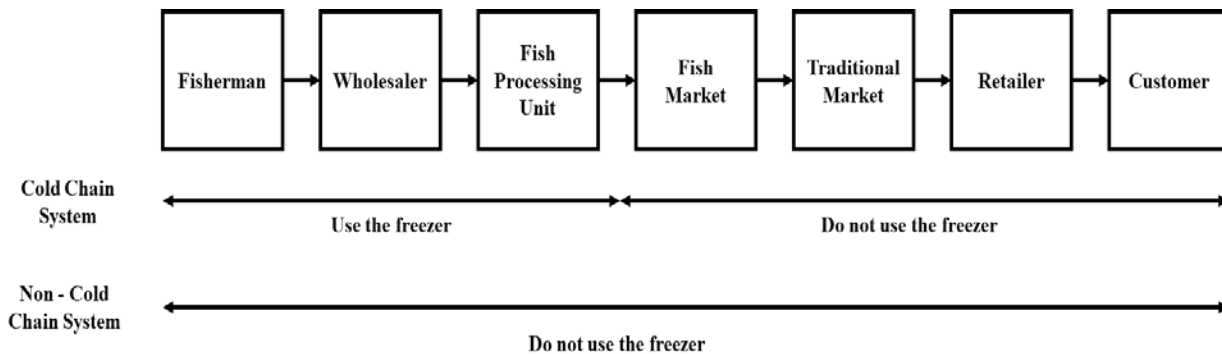 Fisherman
Wholesaler
Fish
Processing
Unit
Fish
Market
Traditional
Market
Retailer
Customer
Cold Chain
System
Use the freezer
Do not use the freezer
Non - Cold
Chain System
Do not use the freezer